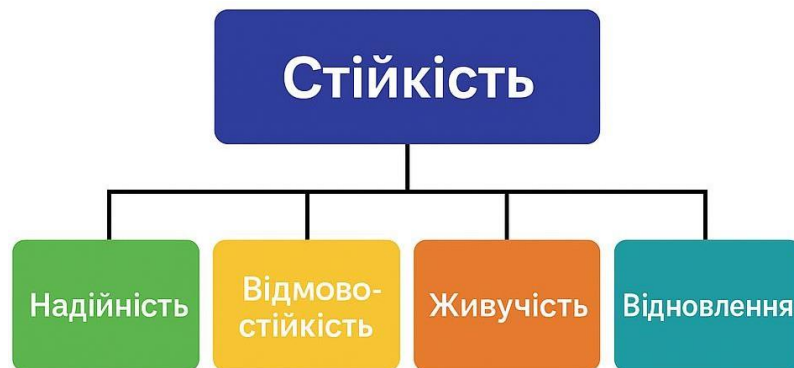 Стійкість
Надійність
Відмово-
стійкість
Живучість
Відновлення